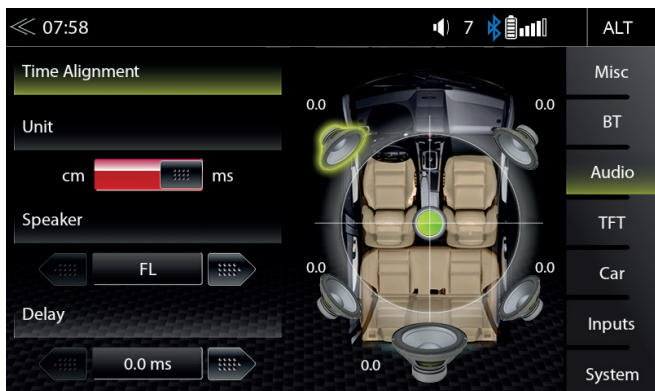 07:58
7
ALT
Time Alignment
Misc
0.0
0.0
Unit
BT
cm
ms
Audio
Speaker
TFT
FL
0.0
0.0
Car
Delay
Inputs
0.0 ms
0.0
System